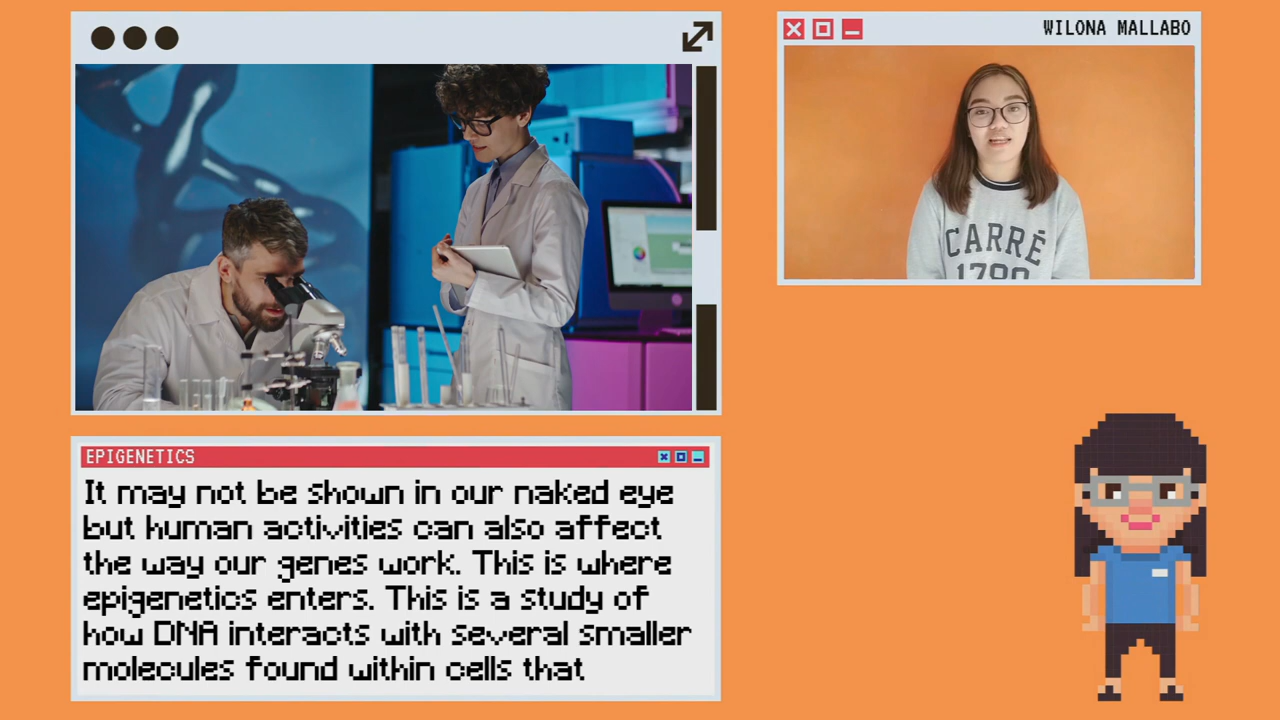 WILONA MALLABO
CARRÉ
1790
EPIGENETICS
It may not be shown in our naked eye
but human activities can also affect
the way our genes work. This is where
epigenetics enters. This is a study of
how DNA interacts with several smaller
molecules found within cells that